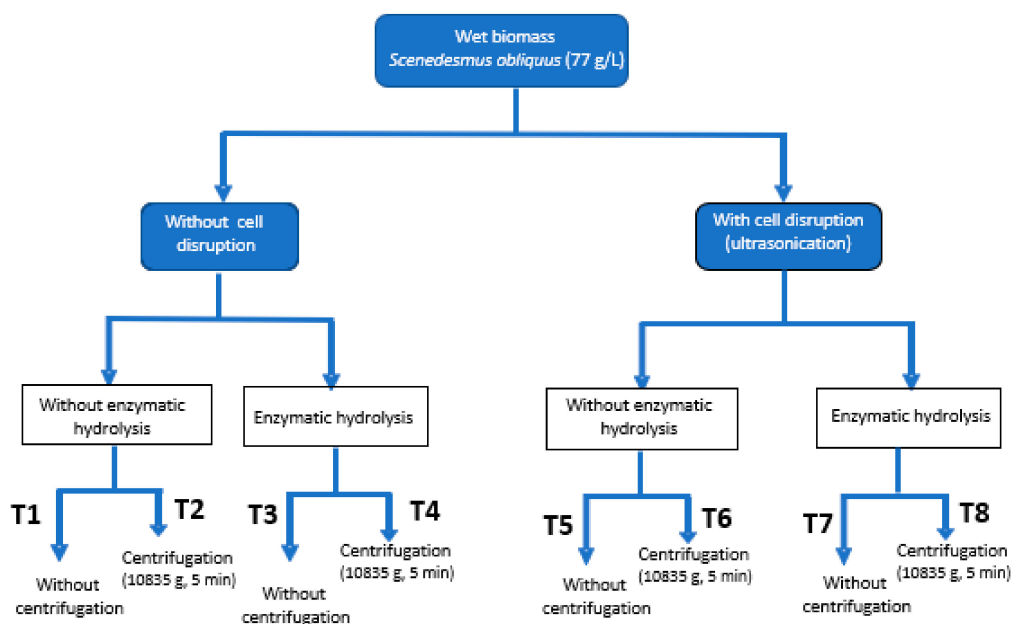 Wet biomass
Scenedesmus obliquus (77 g/L)
Without cell
disruption
With cell disruption
(ultrasonication)
Without enzymatic
hydrolysis
Enzymatic hydrolysis
Without enzymatic
hydrolysis
Enzymatic hydrolysis
T1
T2
T3
T4
T5
T6
T7
T8
Without
centrifugation
Centrifugation
(10835 g, 5 min)
Without
centrifugation
Centrifugation
(10835 g, 5 min)
Without
centrifugation
Centrifugation
(10835 g, 5 min)
Without
centrifugation
Centrifugation
(10835 g, 5 min)